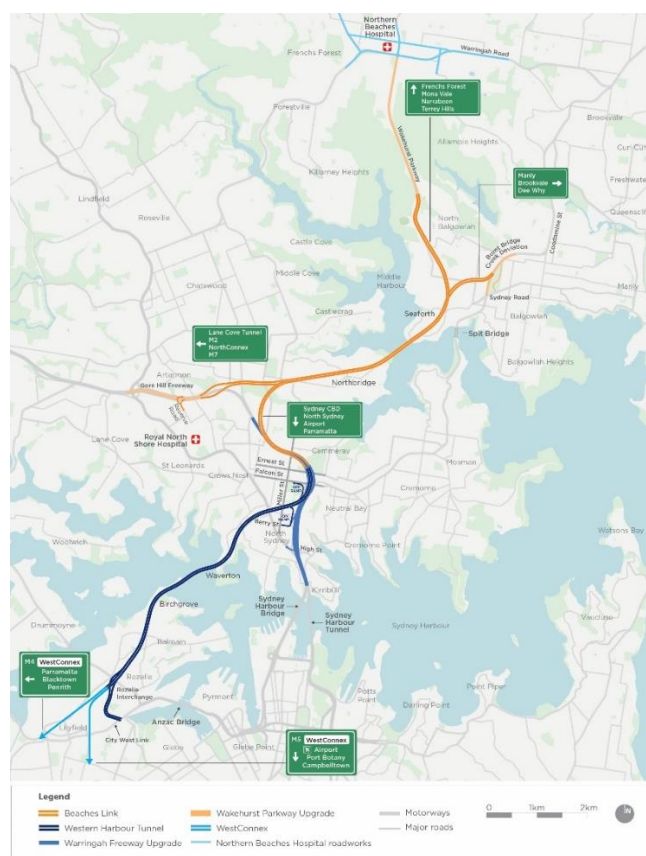 Northern
Beaches
Hospital
Warringah Road
Frenchs Forest
Forestville
Frenchs Forest
Mona Vale
Narrabeen
Terrey Hills
Wakehurst Parkway
Allambie Heights
Brookvale
Curl Curl
Freshwater
Killarney Heights
Manly
Brookvale
Dee Why
Lindfield
Roseville
North
Balgowlah
Burnt Bridge
Creek Deviation
Condamine St
Queenscliff
Castle Cove
Middle Cove
Middle
Harbour
Chatswood
Castlecrag
Seaforth
Sydney Road
Manly
Balgowlah
Spit Bridge
Balgowlah Heights
Lane Cove Tunnel
M2
NorthConnex
M7
Artarmon
Gore Hill Freeway
Northbridge
Reserve
Road
Lane Cove
Royal North
Shore Hospital
St Leonards
Sydney CBD
North Sydney
Airport
Parramatta
Cammeray
Ernest St
Falcon St
Crows Nest
Miller St
Mosman
Cremorne
Neutral Bay
Berry St
North
Sydney
High St
Cremorne Point
Woolwich
Waverton
Watsons Bay
Birchgrove
Kirribilli
Sydney
Harbour
Bridge
Sydney
Harbour
Tunnel
Sydney Harbour
Vaucluse
Drummoyne
Balmain
M4 WestConnex
Parramatta
Blacktown
Penrith
Rozelle
Rozelle
Interchange
Pyrmont
Potts
Point
Point Piper
Darling Point
Lilyfield
Anzac Bridge
City West Link
Glebe
Glebe Point
M5 WestConnex
Airport
Port Botany
Campbelltown
Legend
Beaches Link
Wakehurst Parkway Upgrade
Motorways
0 1km 2km
N
Western Harbour Tunnel
WestConnex
Major roads
Warringah Freeway Upgrade
Northern Beaches Hospital roadworks